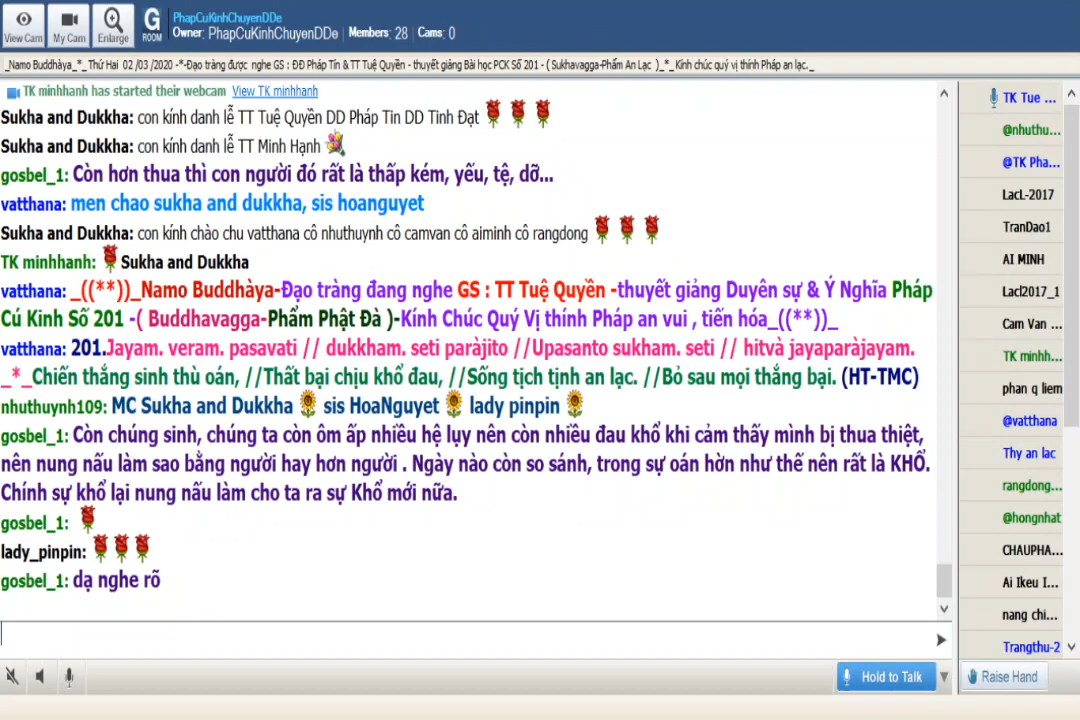 PhapCuKinhChuyenDDe
Owner: PhapCuKinhChuyenDDe | Members: 28 | Cams: 0
View Cam
My Cam
Enlarge
G
ROOM
_Namo Buddhàya_*_ Thứ Hai 02 /03 /2020 -*-Đạo tràng được nghe GS : ĐĐ Pháp Tín & TT Tuệ Quyền - thuyết giảng Bài học PCK Số 201 - ( Sukhavagga-Phẩm An Lạc )_*_ Kính chúc quý vị thính Pháp an lạc._
TK minhhanh has started their webcam View TK minhhanh
Sukha and Dukkha: con kính danh lễ TT Tuệ Quyền DD Pháp Tin DD Tinh Đạt
Sukha and Dukkha: con kính danh lễ TT Minh Hạnh
gosbel_1: Còn hơn thua thì con người đó rất là thấp kém, yếu, tệ, dỡ...
vatthana: men chao sukha and dukkha, sis hoanguyet
Sukha and Dukkha: con kính chào chu vatthana cô nhuthuynh cô camvan cô aiminh cô rangdong
TK minhhanh: Sukha and Dukkha
vatthana: _((**))_Namo Buddhàya-Đạo tràng đang nghe GS : TT Tuệ Quyền -thuyết giảng Duyên sự & Ý Nghĩa Pháp
Cú Kinh Số 201 -( Buddhavagga-Phẩm Phật Đà )-Kính Chúc Quý Vị thính Pháp an vui , tiến hóa_((**))_
vatthana: 201.Jayam. veram. pasavati // dukkham. seti paràjito //Upasanto sukham. seti // hitvà jayaparàjayam.
_*_Chiến thắng sinh thù oán, //Thất bại chịu khổ đau, //Sống tịch tịnh an lạc. //Bỏ sau mọi thắng bại. (HT-TMC)
nhuthuynh109: MC Sukha and Dukkha sis HoaNguyet lady pinpin
gosbel_1: Còn chúng sinh, chúng ta còn ôm ấp nhiều hệ lụy nên còn nhiều đau khổ khi cảm thấy mình bị thua thiệt,
nên nung nấu làm sao bằng người hay hơn người . Ngày nào còn so sánh, trong sự oán hờn như thế nên rất là KHỔ.
Chính sự khổ lại nung nấu làm cho ta ra sự Khổ mới nữa.
gosbel_1:
lady_pinpin:
gosbel_1: dạ nghe rõ
TK Tue ...
@nhuthu...
@TK Pha...
LacL-2017
TranDao1
AI MINH
Lacl2017_1
Cam Van ...
TK minhh...
phan q liem
@vatthana
Thy an lac
rangdong...
@hongnhat
CHAUPHA...
Ai Ikeu I...
nang chi...
Trangthu-2
Hold to Talk
Raise Hand